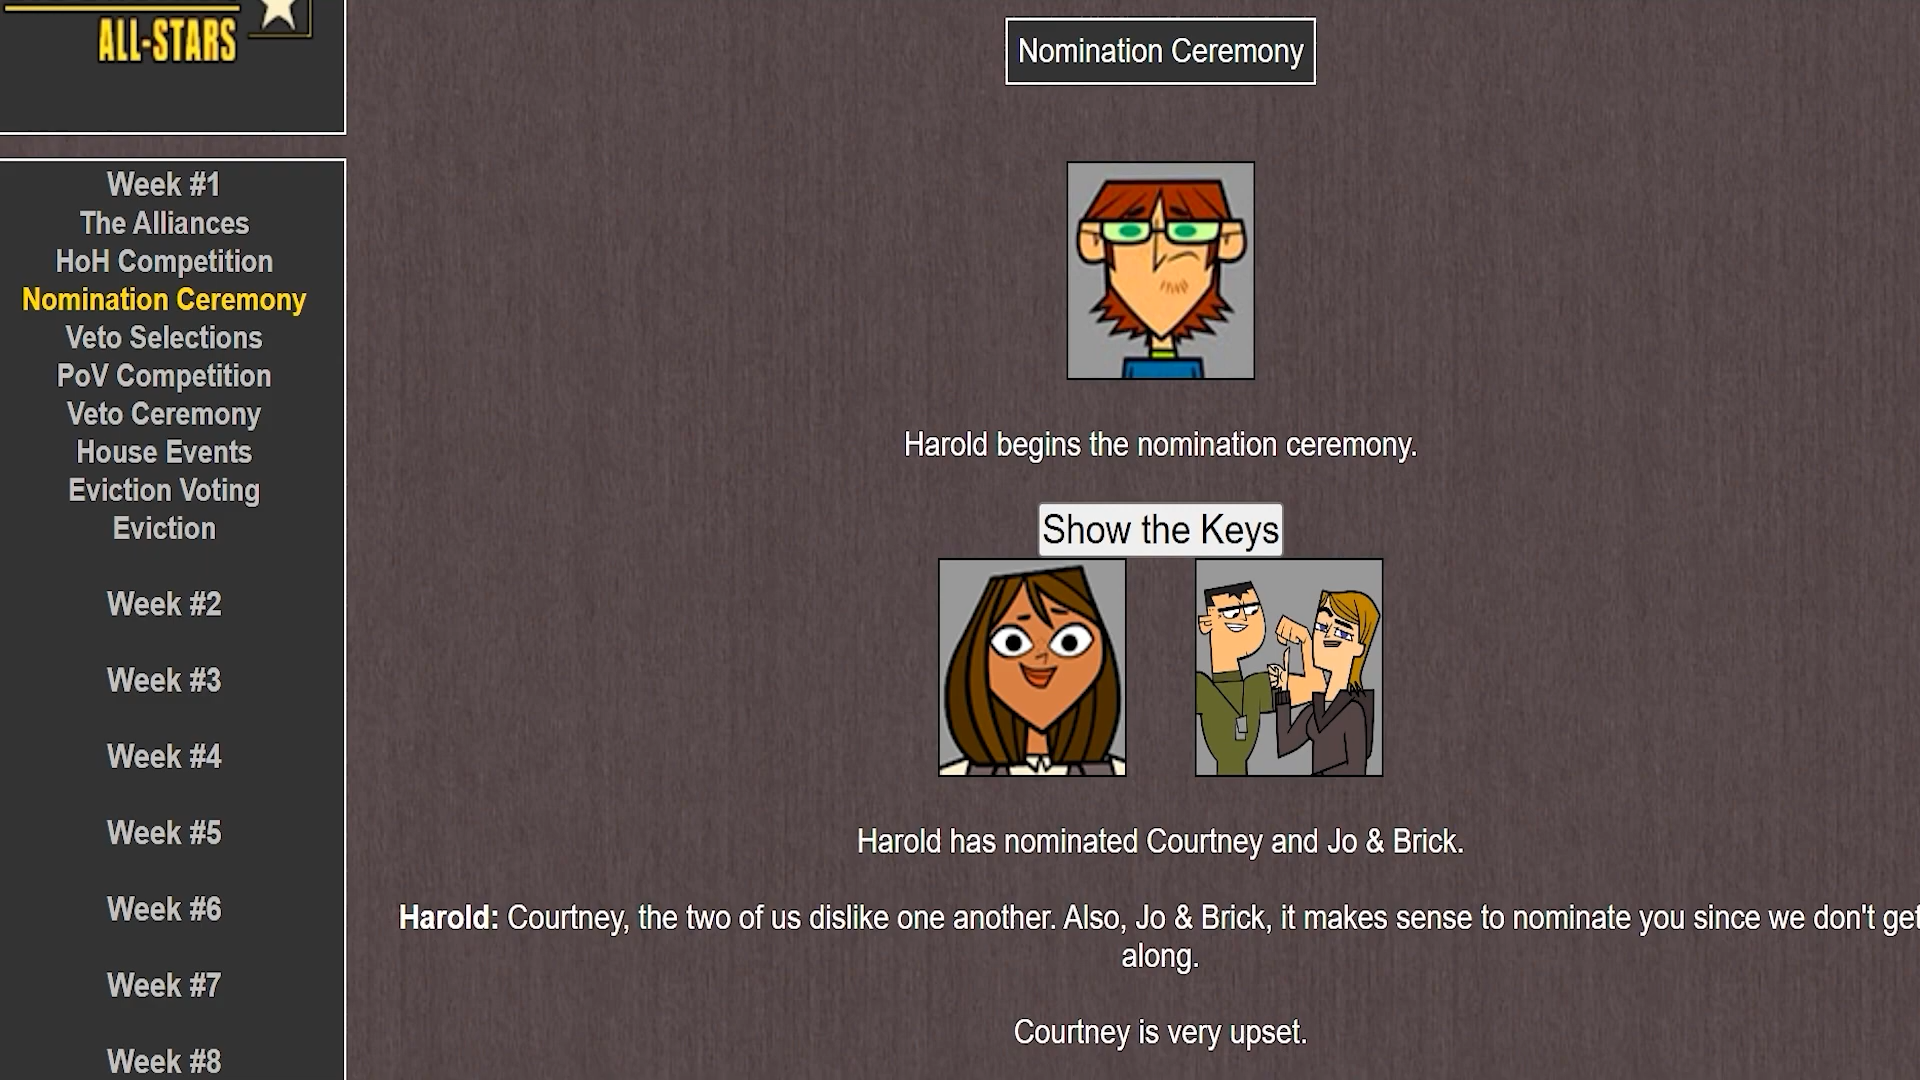 ALL-STARS
Nomination Ceremony
Week #1
The Alliances
HoH Competition
Nomination Ceremony
Veto Selections
PoV Competition
Veto Ceremony
House Events
Eviction Voting
Eviction
Week #2
Week #3
Week #4
Week #5
Week #6
Week #7
Week #8
Harold begins the nomination ceremony.
Show the Keys
Harold has nominated Courtney and Jo & Brick.
Harold: Courtney, the two of us dislike one another. Also, Jo & Brick, it makes sense to nominate you since we don't get
along.
Courtney is very upset.